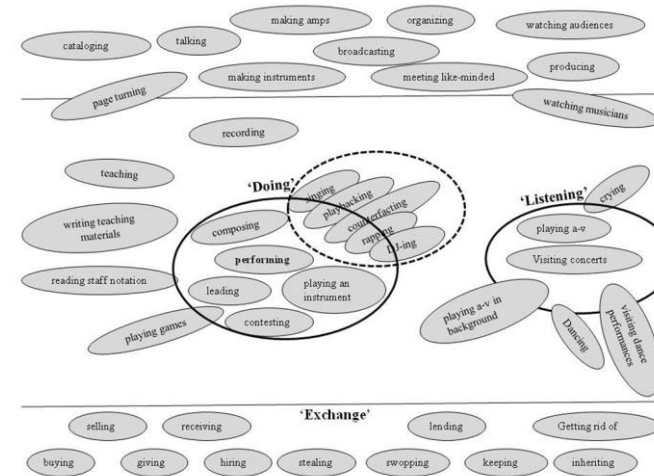 making amps
organizing
watching audiences
cataloging
talking
broadcasting
making instruments
meeting like-minded
producing
page turning
watching musicians
recording
teaching
'Doing'
singing
playbacking
counterfacting
rapping
DJ-ing
'Listening'
crying
writing teaching
materials
composing
playing a-v
performing
Visiting concerts
reading staff notation
leading
playing an
instrument
contesting
playing games
playing a-v in
background
Dancing
visiting dance
performances
'Exchange'
selling
receiving
lending
Getting rid of
buying
giving
hiring
stealing
swopping
keeping
inheriting